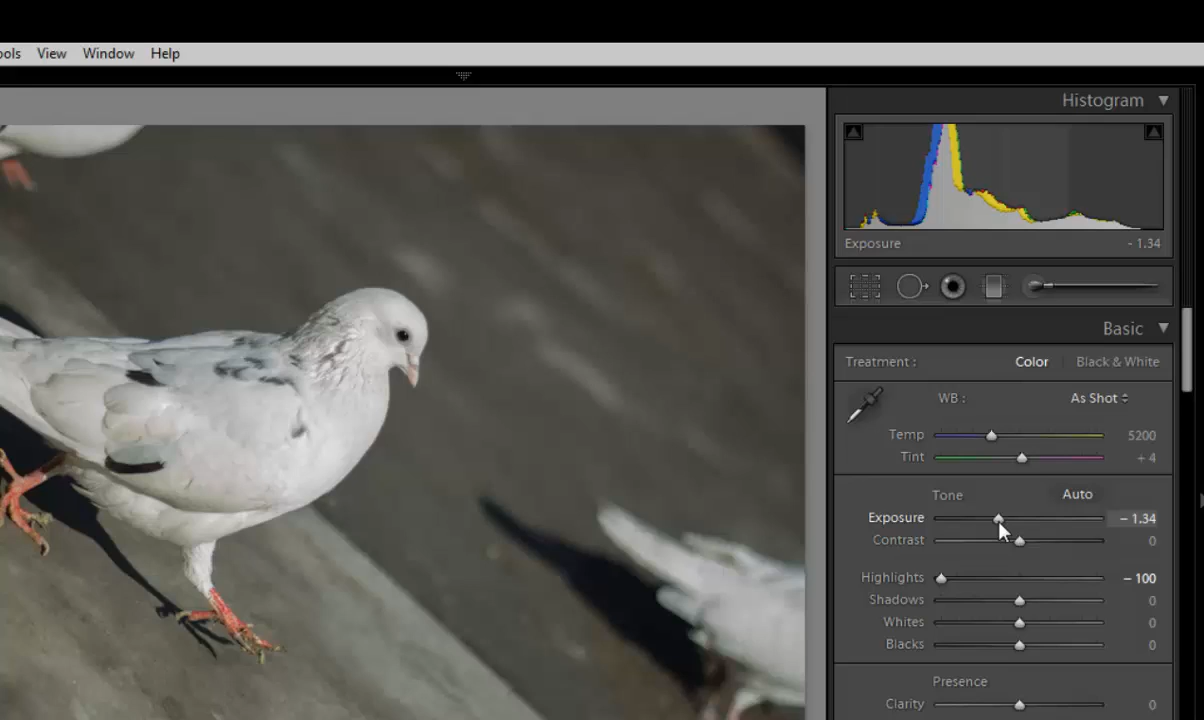 ools View Window Help
Histogram
Exposure - 1.34
Basic
Treatment : Color Black & White
WB : As Shot
Temp 5200
Tint + 4
Tone Auto
Exposure - 1.34
Contrast 0
Highlights - 100
Shadows 0
Whites 0
Blacks 0
Presence
Clarity 0